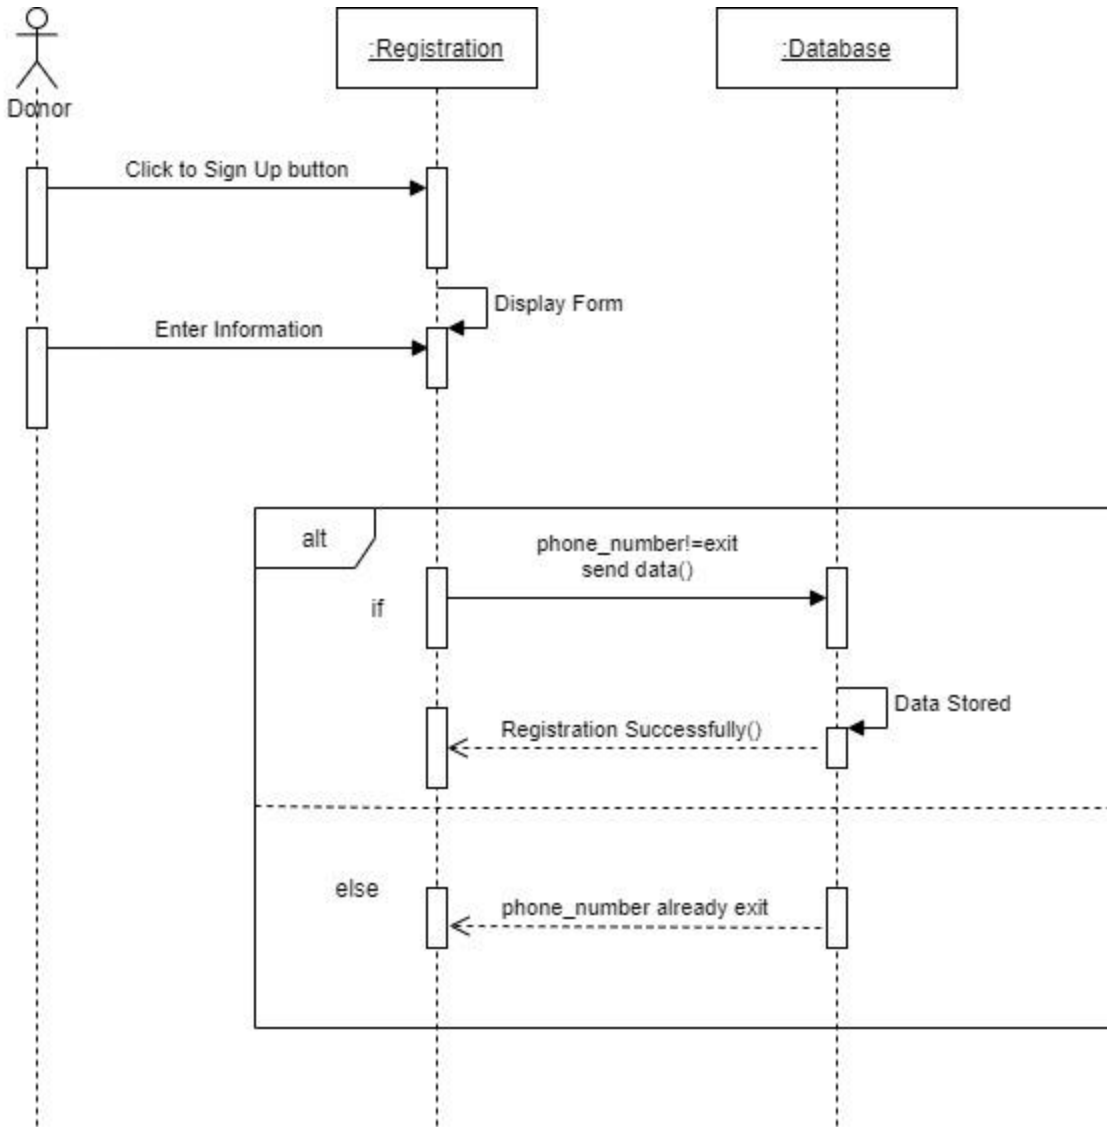 :Registration
:Database
Donor
Click to Sign Up button
Display Form
Enter Information
alt
phone_number!=exit
send data()
if
Data Stored
Registration Successfully()
else
phone_number already exit